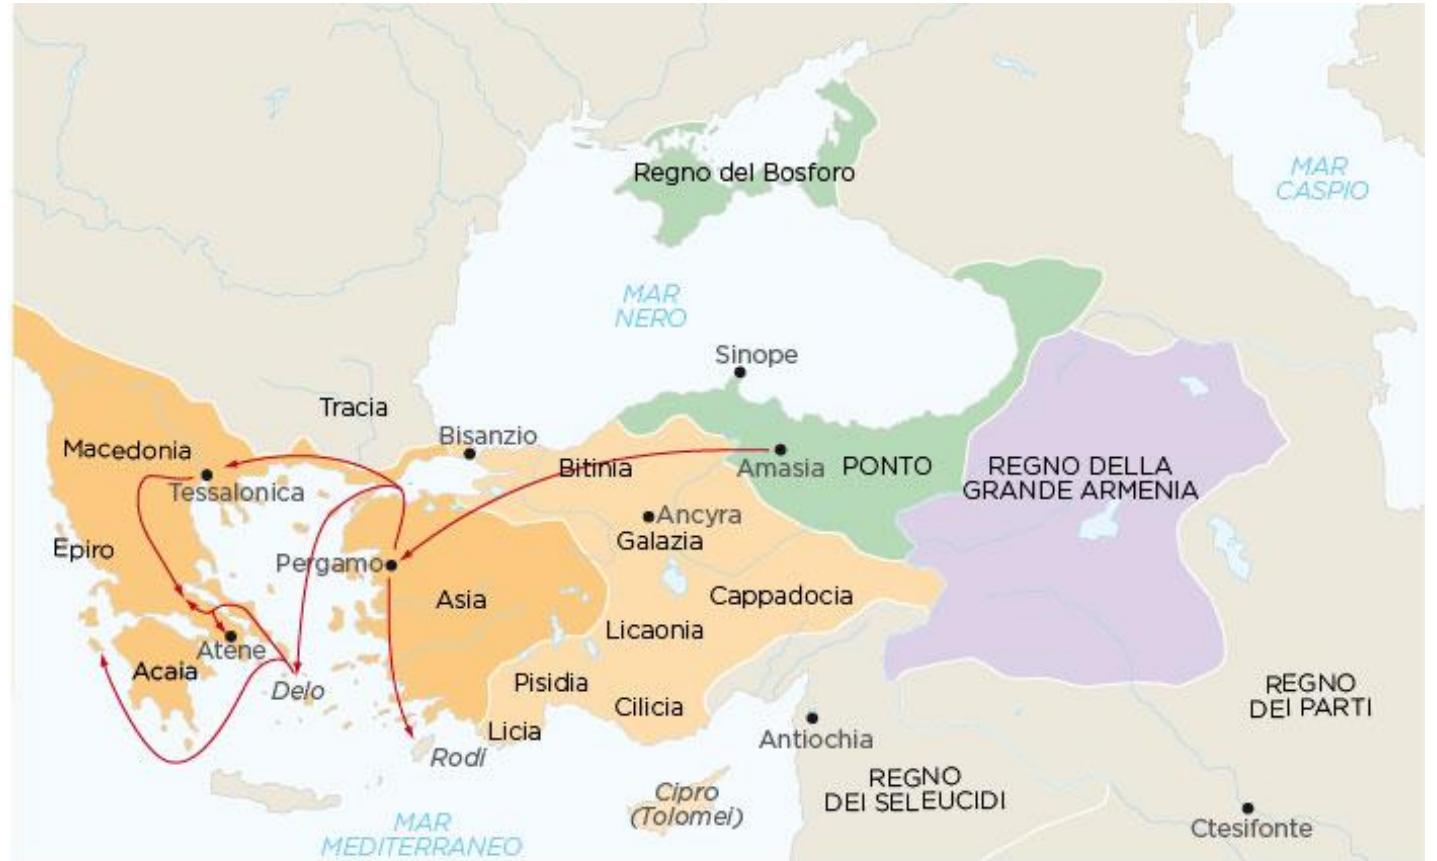 Regno del Bosforo
MAR
CASPIO
MAR
NERO
Sinope
Tracia
Bisanzio
Macedonia
Bitinia
Amasia
PONTO
REGNO DELLA
GRANDE ARMENIA
Tessalonica
Ancyra
Galazia
Epiro
Pergamo
Asia
Cappadocia
Licaonia
Atene
Acaia
Delo
Pisidia
Cilicia
Licia
Rodi
Antiochia
REGNO
DEI PARTI
REGNO
DEI SELEUCIDI
Cipro
(Tolomei)
Ctesifonte
MAR
MEDITERRANEO